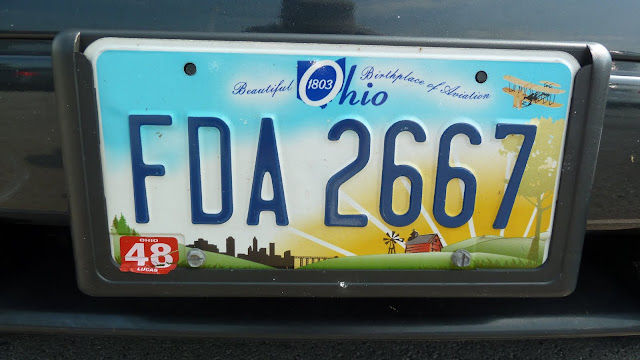 Beautiful Ohio Birthplace of Aviation
1803
FDA 2667
OHIO
48
LUCAS